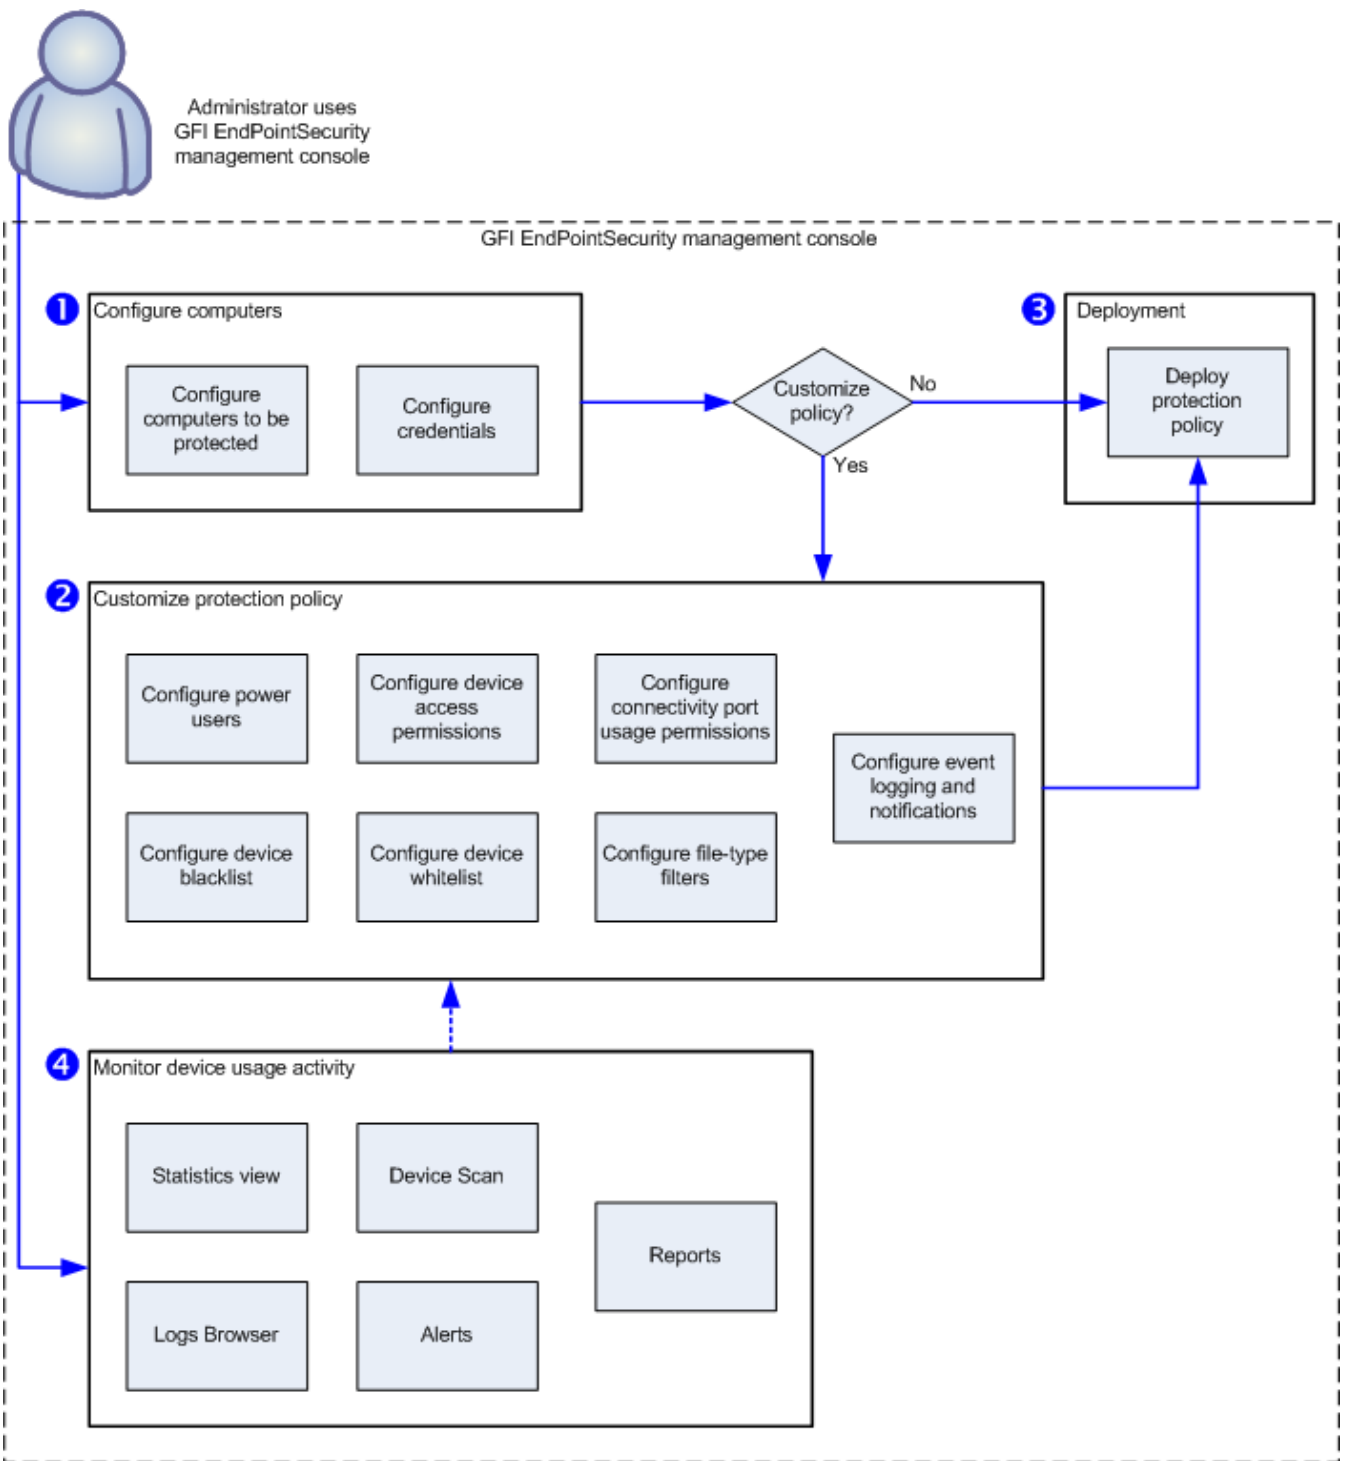 Administrator uses
GFI EndPointSecurity
management console
GFI EndPointSecurity management console
1
Configure computers
Configure
computers to be
protected
Configure
credentials
Customize
policy?
No
Yes
3
Deployment
Deploy
protection
policy
2
Customize protection policy
Configure power
users
Configure device
access
permissions
Configure
connectivity port
usage permissions
Configure event
logging and
notifications
Configure device
blacklist
Configure device
whitelist
Configure file-type
filters
4
Monitor device usage activity
Statistics view
Device Scan
Reports
Logs Browser
Alerts